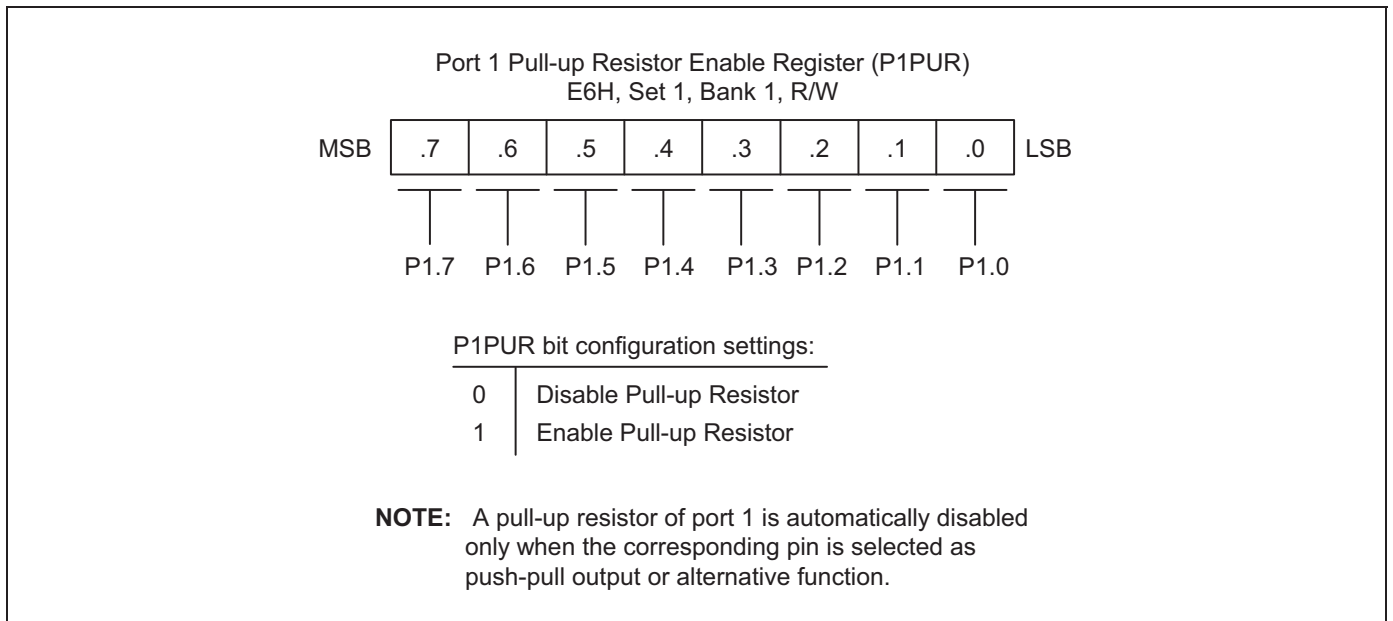 Port 1 Pull-up Resistor Enable Register (P1PUR)
E6H, Set 1, Bank 1, R/W
MSB .7 .6 .5 .4 .3 .2 .1 .0 LSB
P1.7 P1.6 P1.5 P1.4 P1.3 P1.2 P1.1 P1.0
P1PUR bit configuration settings:
0 Disable Pull-up Resistor
1 Enable Pull-up Resistor
NOTE: A pull-up resistor of port 1 is automatically disabled
only when the corresponding pin is selected as
push-pull output or alternative function.